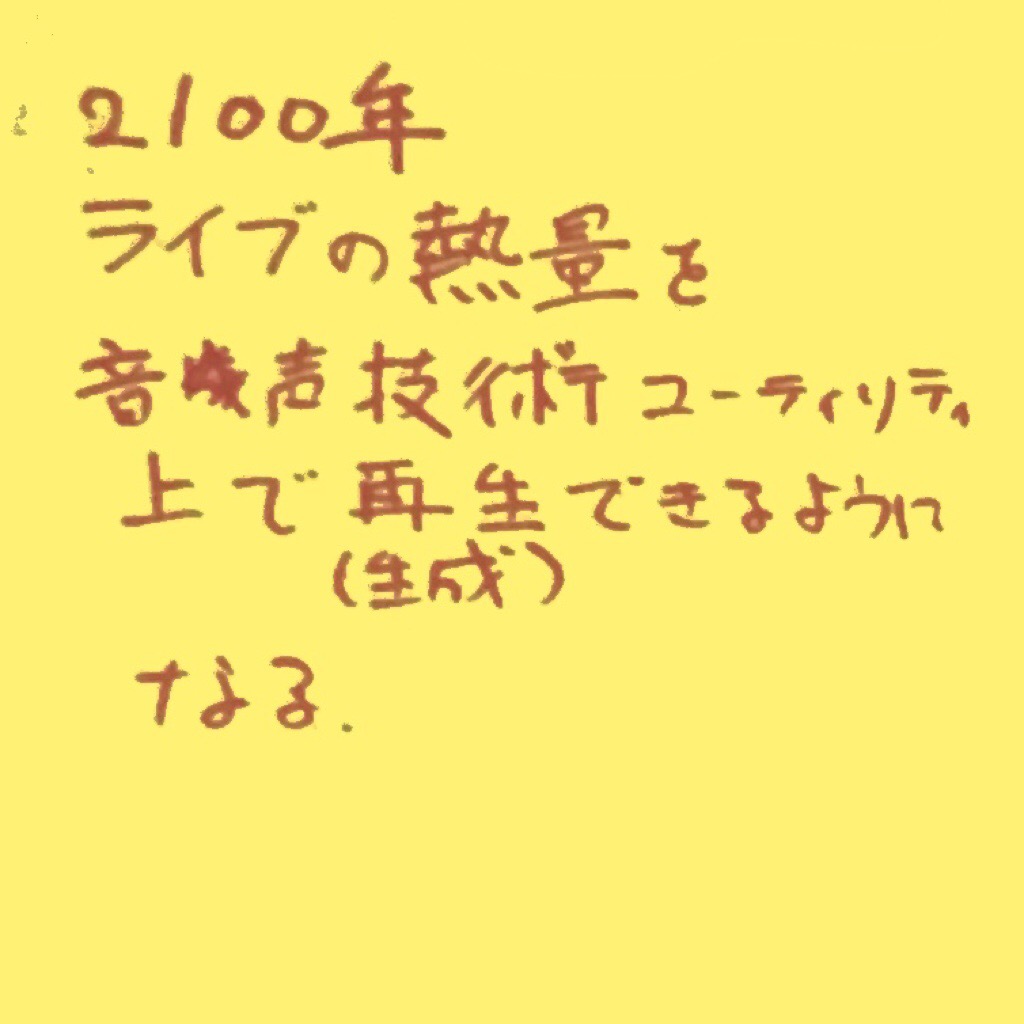 2100年
ライブの熱量を
音声技術ユーティリティ
上で再生できるように
(生成)
なる.